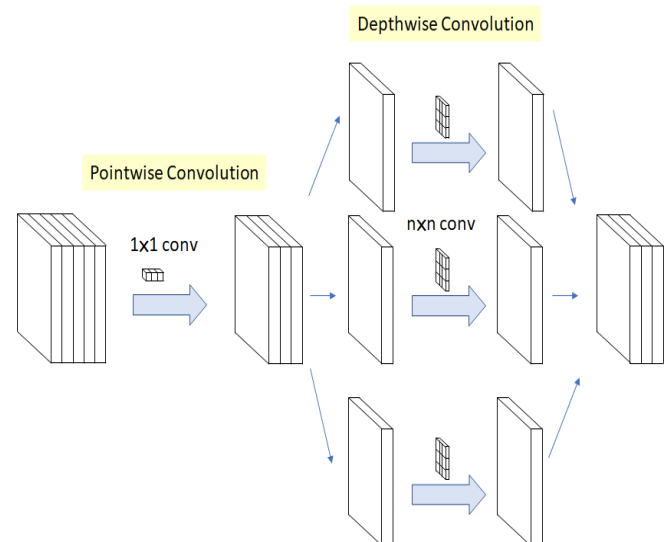 Depthwise Convolution
Pointwise Convolution
1x1 conv
nxn conv